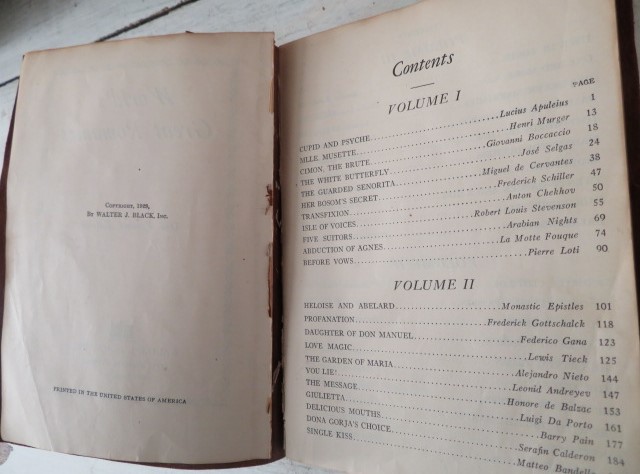 Copyright, 1929,
By WALTER J. BLACK, Inc.
PRINTED IN THE UNITED STATES OF AMERICA
Contents
PAGE
VOLUME I
CUPID AND PSYCHE Lucius Apuleius 1
MLLE. MUSETTE Henri Murger 13
CIMON, THE BRUTE Giovanni Boccaccio 18
THE WHITE BUTTERFLY José Selgas 24
THE GUARDED SENORITA Miguel de Cervantes 38
HER BOSOM'S SECRET Frederick Schiller 47
TRANSFIXION Anton Chekhov 50
ISLE OF VOICES Robert Louis Stevenson 55
FIVE SUITORS Arabian Nights 69
ABDUCTION OF AGNES La Motte Fouque 74
BEFORE VOWS Pierre Loti 90
VOLUME II
HELOISE AND ABELARD Monastic Epistles 101
PROFANATION Frederick Gottschalck 118
DAUGHTER OF DON MANUEL Federico Gana 123
LOVE MAGIC Lewis Tieck 125
THE GARDEN OF MARIA Alejandro Nieto 144
YOU LIE! Leonid Andreyev 147
THE MESSAGE Honore de Balzac 153
GIULIETTA Luigi Da Porto 161
DELICIOUS MOUTHS Barry Pain 177
DONA GORJA'S CHOICE Serafin Calderon 184
SINGLE KISS Matteo Bandello